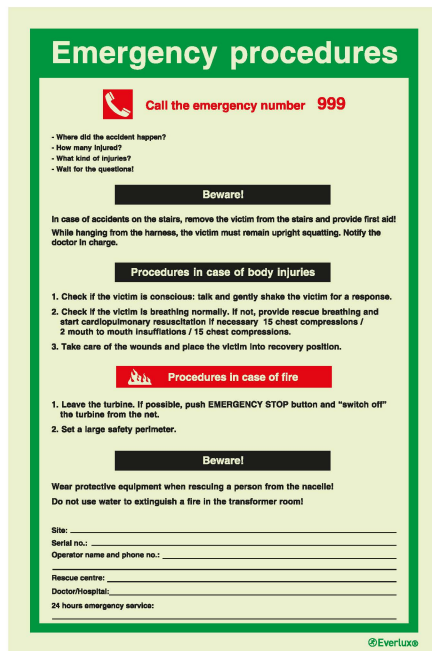 Emergency procedures
Call the emergency number 999
- Where did the accident happen?
- How many injured?
- What kind of injuries?
- Wait for the questions!
Beware!
In case of accidents on the stairs, remove the victim from the stairs and provide first aid!
While hanging from the harness, the victim must remain upright squatting. Notify the
doctor in charge.
Procedures in case of body injuries
1. Check if the victim is conscious: talk and gently shake the victim for a response.
2. Check if the victim is breathing normally. If not, provide rescue breathing and
start cardiopulmonary resuscitation if necessary 15 chest compressions /
2 mouth to mouth insufflations / 15 chest compressions.
3. Take care of the wounds and place the victim into recovery position.
Procedures in case of fire
1. Leave the turbine. If possible, push EMERGENCY STOP button and “switch off”
the turbine from the net.
2. Set a large safety perimeter.
Beware!
Wear protective equipment when rescuing a person from the nacelle!
Do not use water to extinguish a fire in the transformer room!
Site:
Serial no.:
Operator name and phone no.:
Rescue centre:
Doctor/Hospital:
24 hours emergency service:
Everlux®